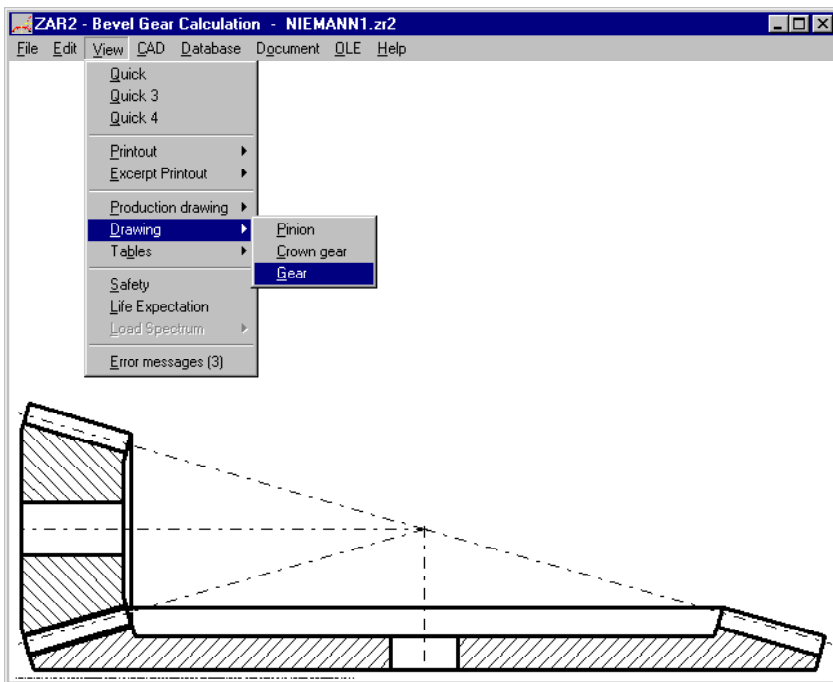 ZAR2 - Bevel Gear Calculation - NIEMANN1.zr2
File Edit View CAD Database Document OLE Help
Quick
Quick 3
Quick 4
Printout
Excerpt Printout
Production drawing
Drawing
Pinion
Tables
Crown gear
Gear
Safety
Life Expectation
Load Spectrum
Error messages (3)